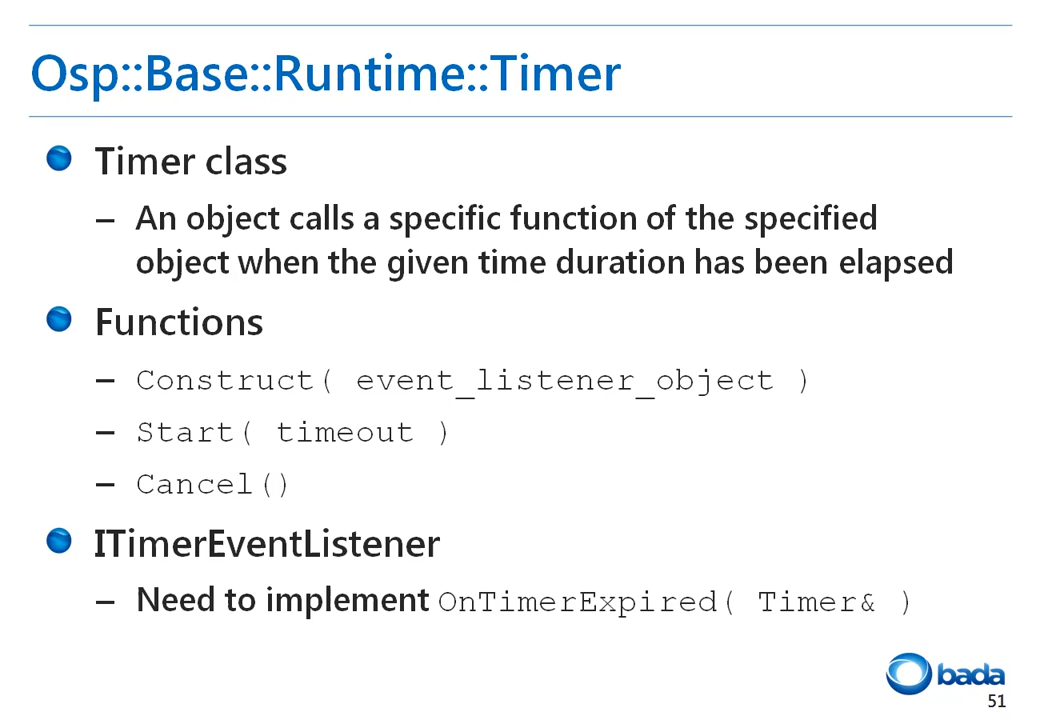 Osp::Base::Runtime::Timer
Timer class
– An object calls a specific function of the specified
object when the given time duration has been elapsed
Functions
– Construct( event_listener_object )
– Start( timeout )
– Cancel()
ITimerEventListener
– Need to implement OnTimerExpired( Timer& )
bada
51